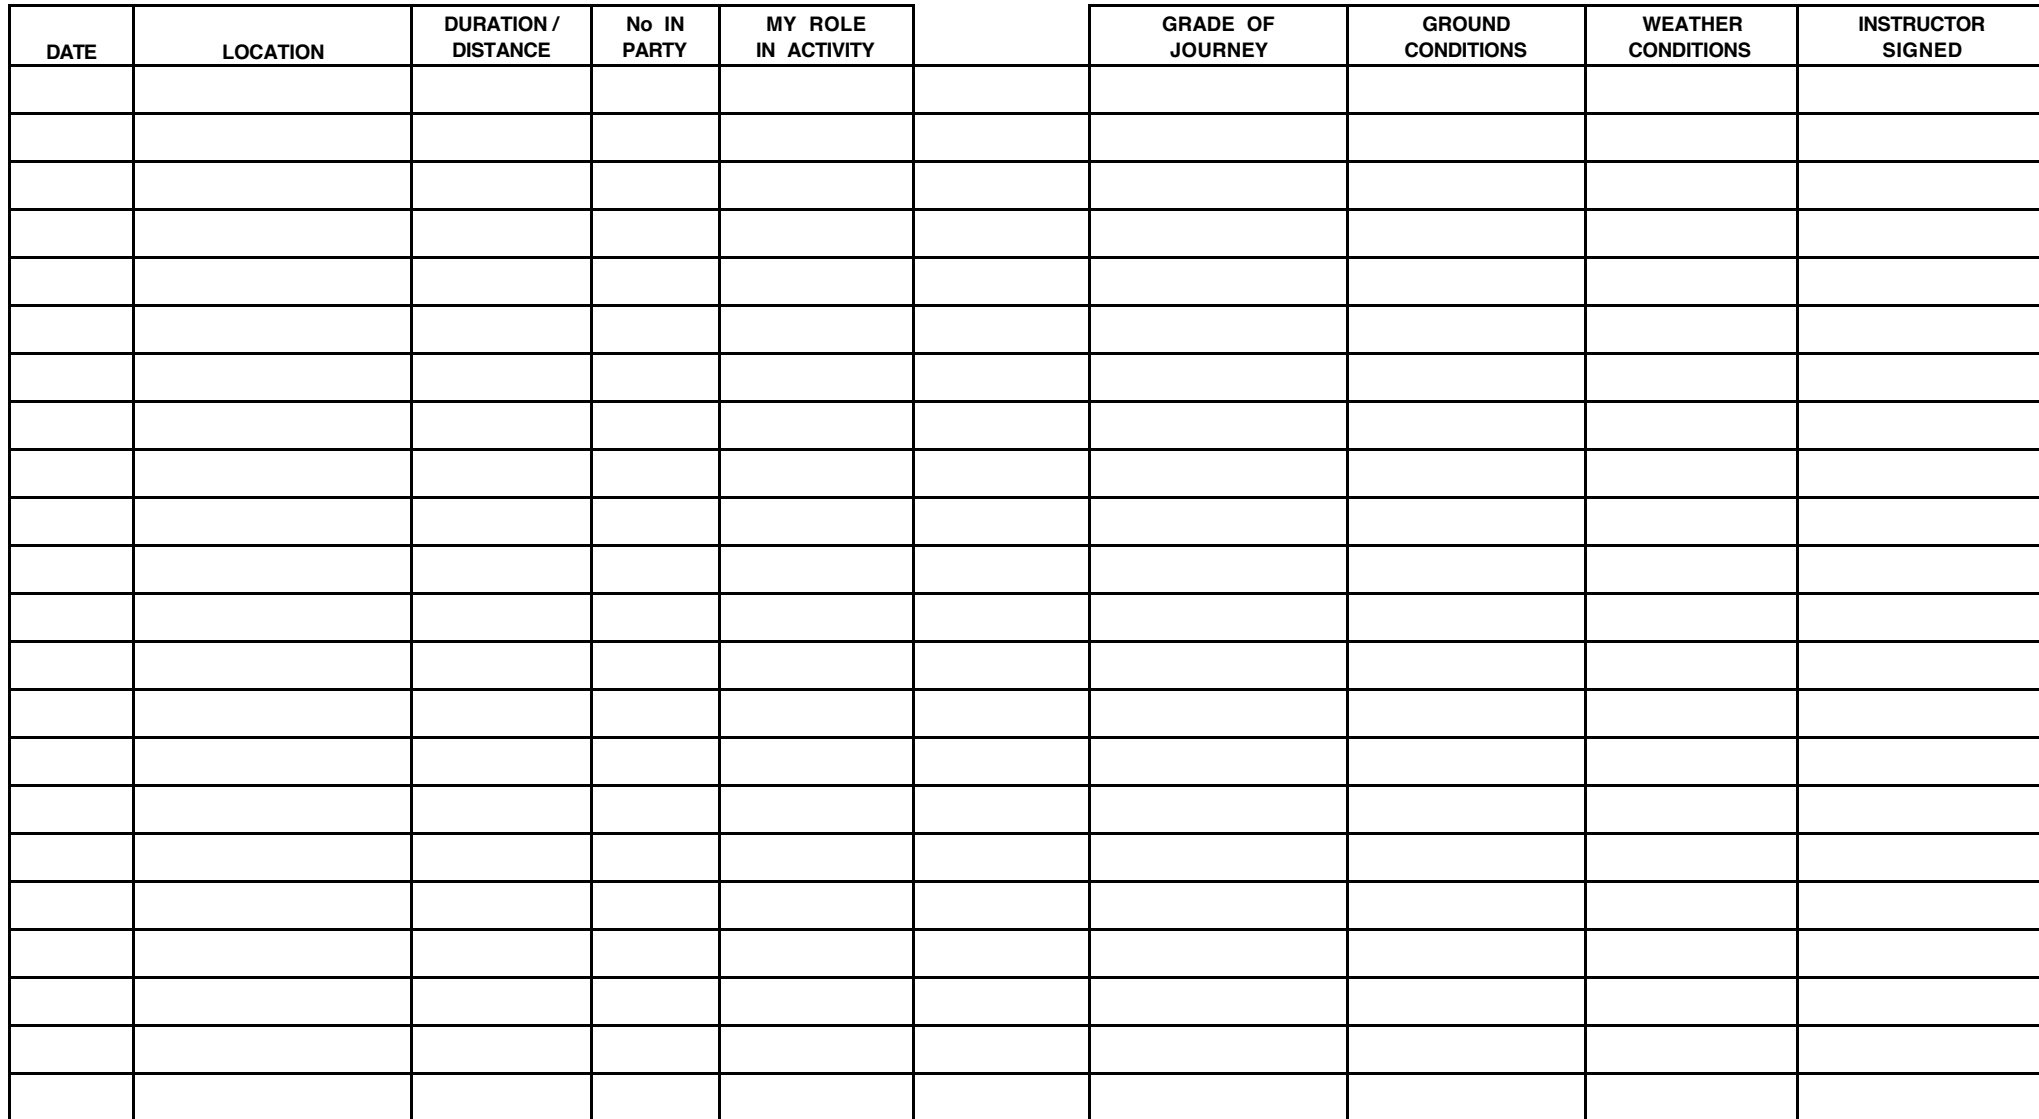 DATE
LOCATION
DURATION /
DISTANCE
No IN
PARTY
MY ROLE
IN ACTIVITY
GRADE OF
JOURNEY
GROUND
CONDITIONS
WEATHER
CONDITIONS
INSTRUCTOR
SIGNED